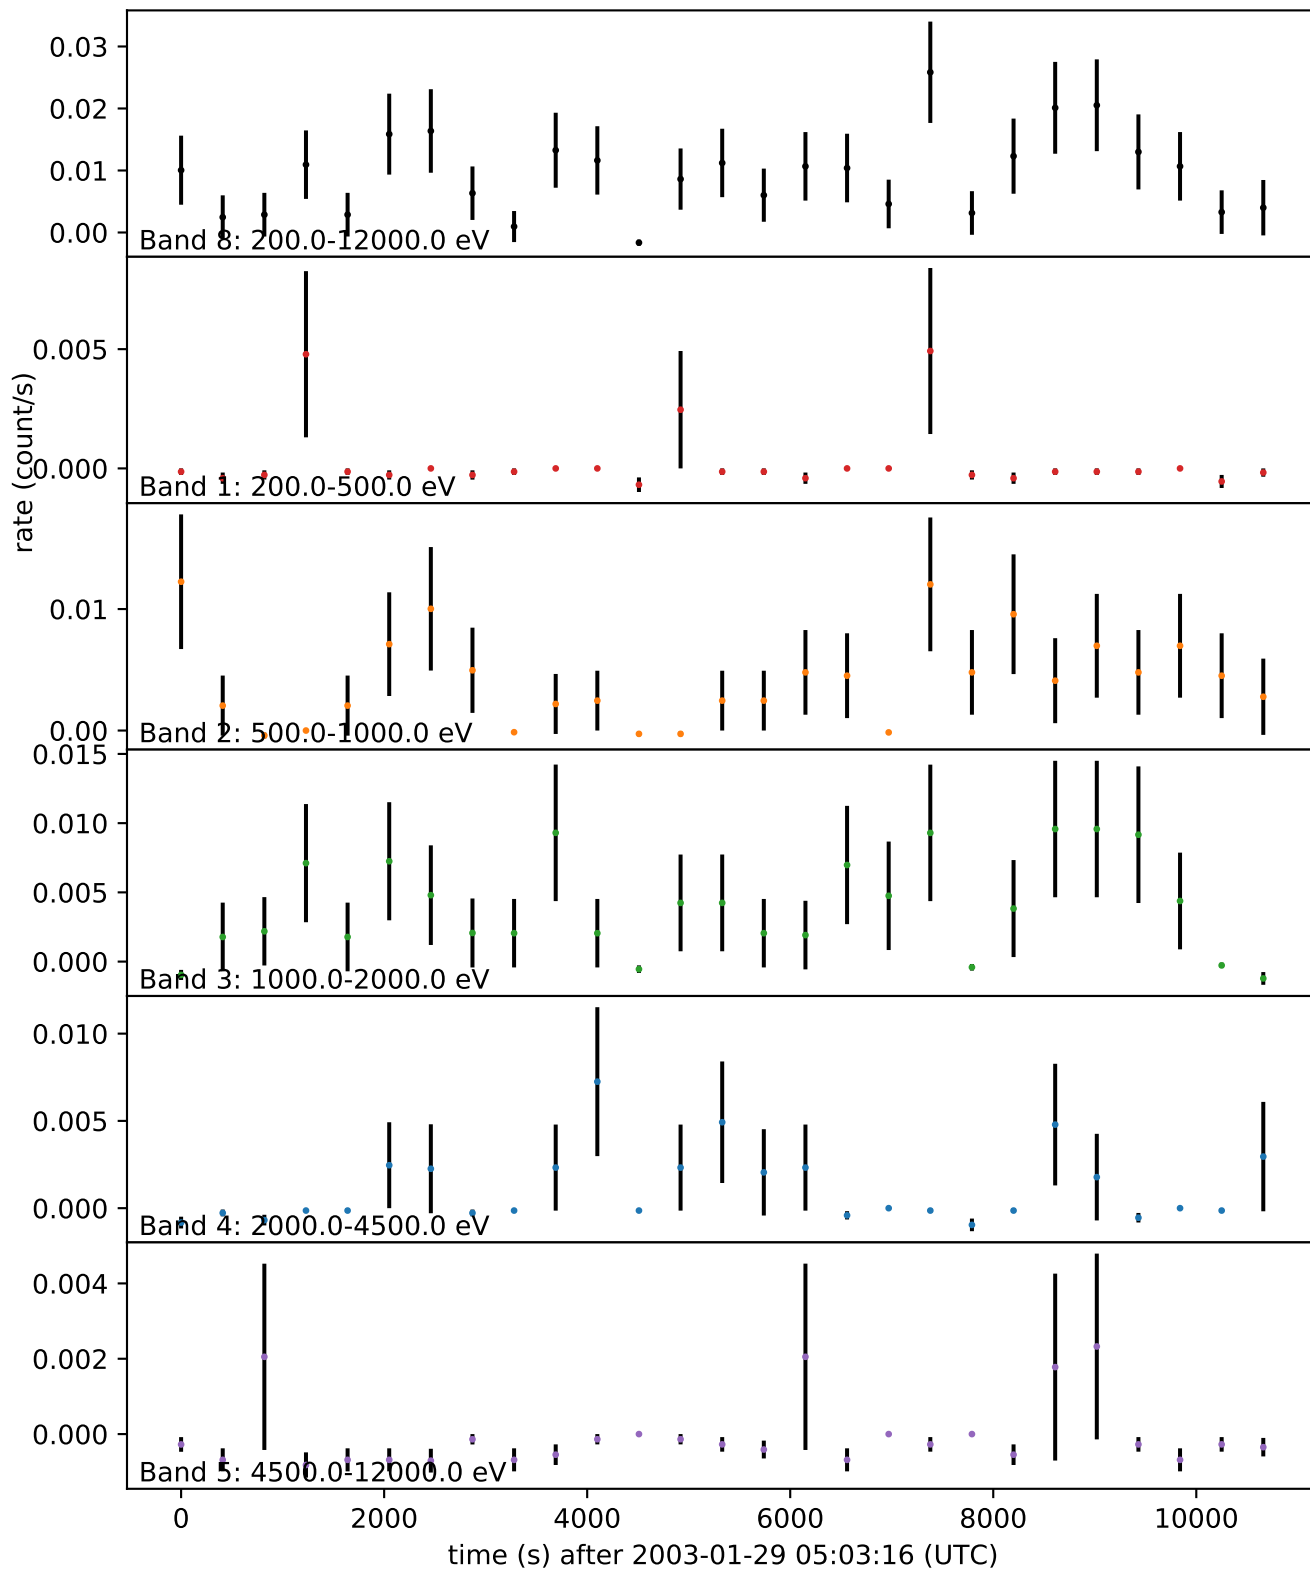 0.03
0.02
0.01
0.00
Band 8: 200.0-12000.0 eV
rate (count/s)
0.005
0.000
Band 1: 200.0-500.0 eV
0.01
0.00
Band 2: 500.0-1000.0 eV
0.015
0.010
0.005
0.000
Band 3: 1000.0-2000.0 eV
0.010
0.005
0.000
Band 4: 2000.0-4500.0 eV
0.004
0.002
0.000
Band 5: 4500.0-12000.0 eV
0 2000 4000 6000 8000 10000
time (s) after 2003-01-29 05:03:16 (UTC)